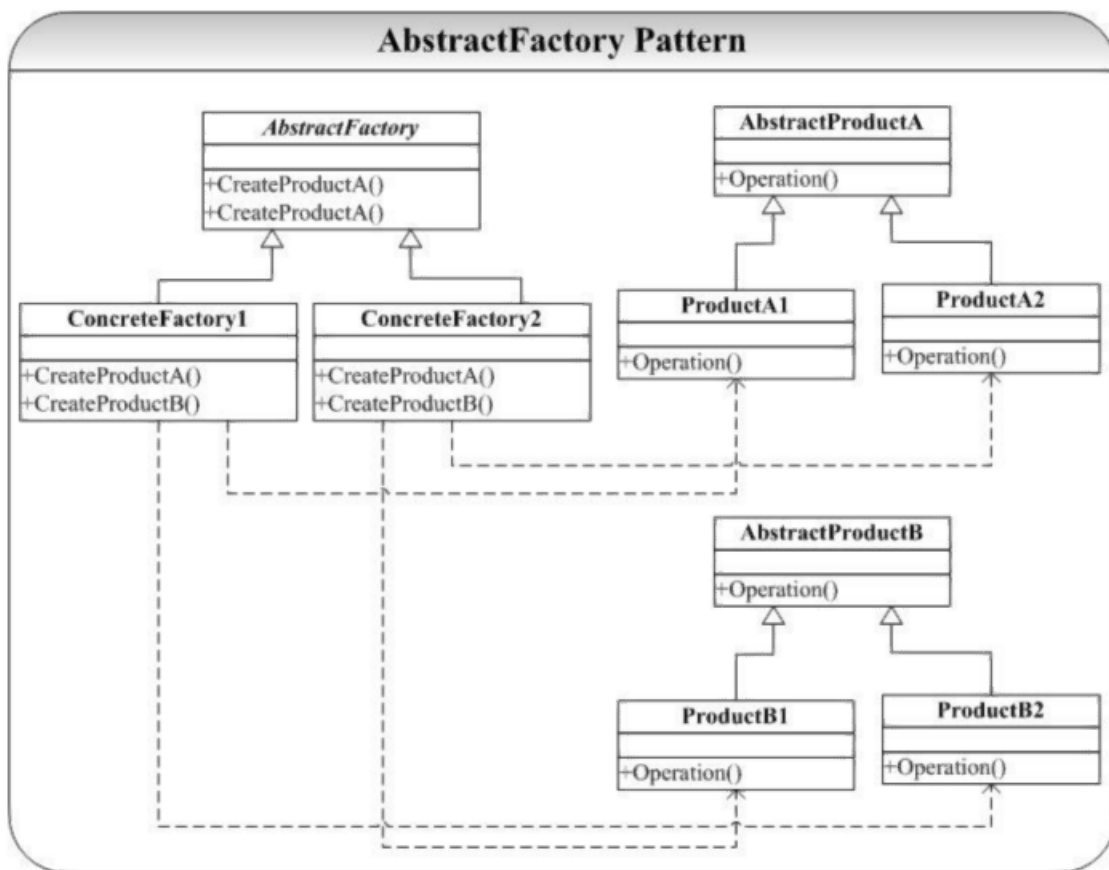 AbstractFactory Pattern
AbstractFactory
+CreateProductA()
+CreateProductA()
AbstractProductA
+Operation()
ConcreteFactory1
+CreateProductA()
+CreateProductB()
ConcreteFactory2
+CreateProductA()
+CreateProductB()
ProductA1
+Operation()
ProductA2
+Operation()
AbstractProductB
+Operation()
ProductB1
+Operation()
ProductB2
+Operation()